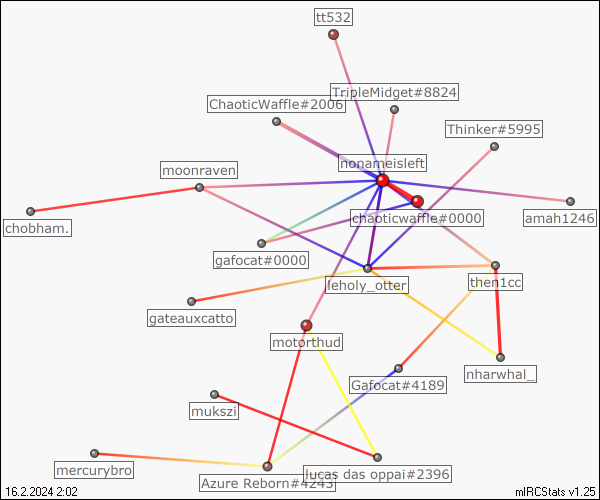 tt532
TripleMidget#8824
ChaoticWaffle#2006
Thinker#5995
nonameisleft
moonraven
chaoticwaffle#0000
amah1246
chobham.
gafocat#0000
leholy_otter
then1cc
gateauxcatto
motorthud
nharwhal_
Gafocat#4189
mukszi
mercurybro
lucas das oppai#2396
Azure Reborn#4243
16.2.2024 2:02
mIRCStats v1.25